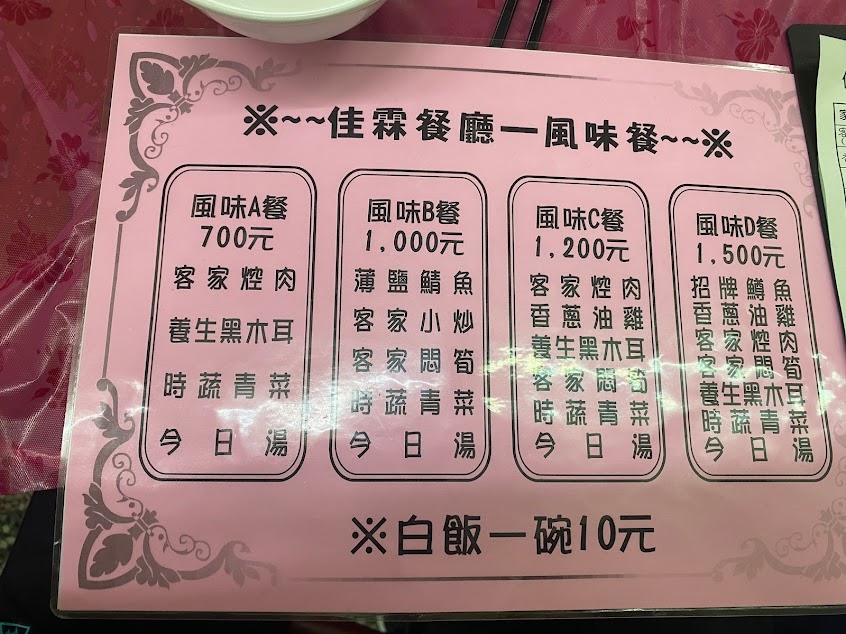 ※~~佳霖餐廳一風味餐~~※
風味A餐
700元
客家焢肉
養生黑木耳
時蔬青菜
今日湯
風味B餐
1,000元
薄鹽鯖魚
客家小炒
客家悶筍
時蔬青菜
今日湯
風味C餐
1,200元
客家焢肉
香蔥油雞
養生黑木耳
客家悶筍
時蔬青菜
今日湯
風味D餐
1,500元
招牌鱒魚
香蔥油雞
客家焢肉
客家悶筍
養生黑木耳
時蔬青菜
今日湯
※白飯一碗10元